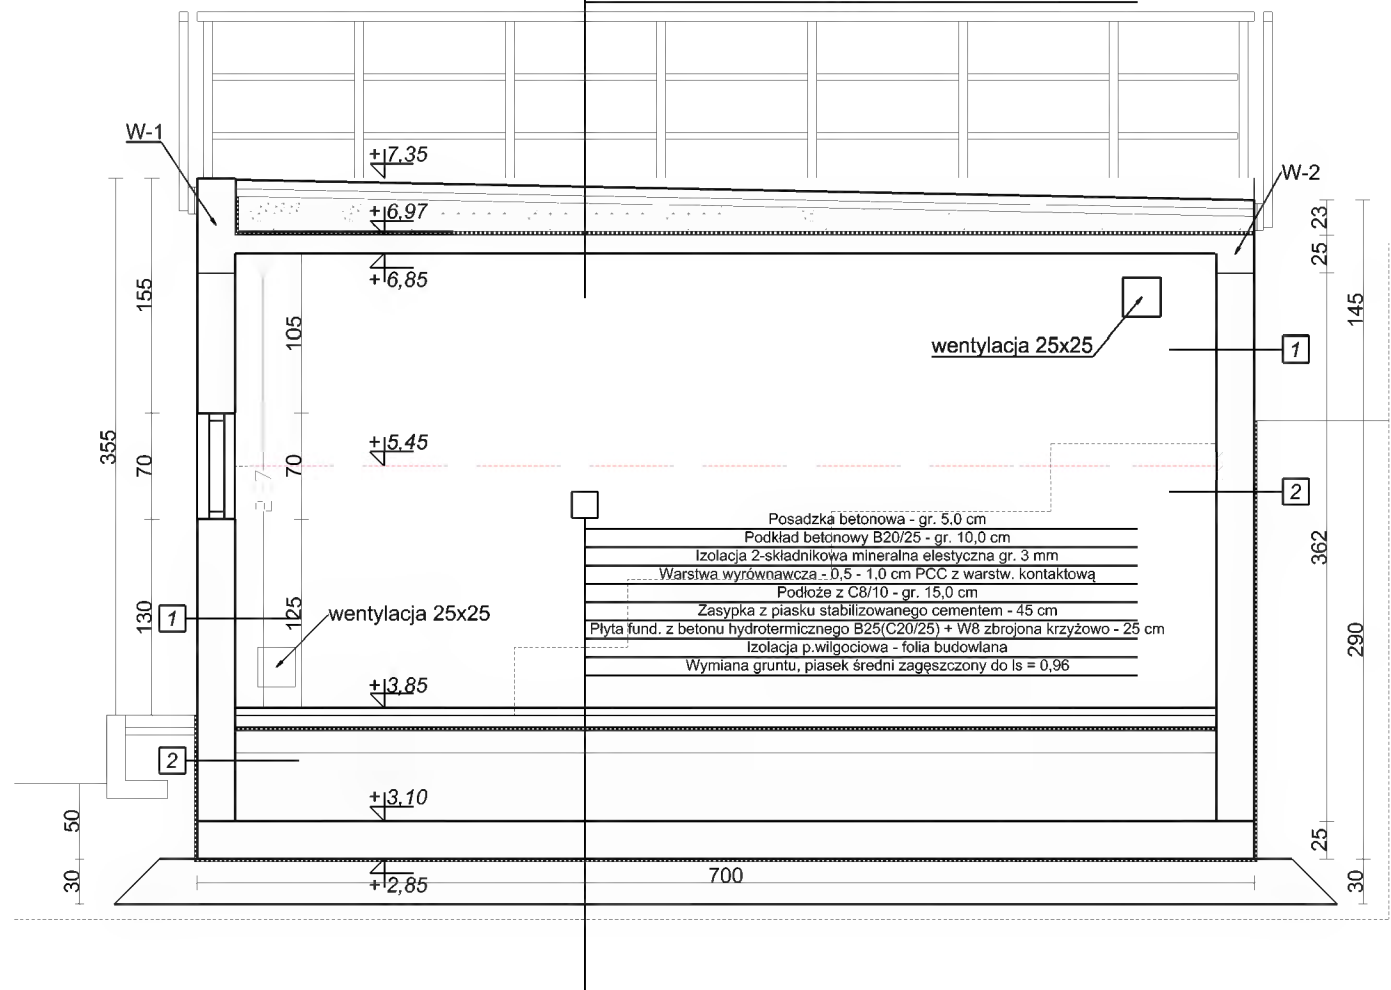 W-1
+7,35
W-2
+6,97
23
25
+6,85
155
105
145
wentylacja 25x25
1
+5,45
355
70
70
2
Posadzka betonowa - gr. 5,0 cm
Podkład betonowy B20/25 - gr. 10,0 cm
Izolacja 2-składnikowa mineralna elestyczna gr. 3 mm
362
Warstwa wyrównawcza - 0,5 - 1,0 cm PCC z warstw. kontaktową
Podłoże z C8/10 - gr. 15,0 cm
Zasypka z piasku stabilizowanego cementem - 45 cm
130
1
125
wentylacja 25x25
Płyta fund. z betonu hydrotermicznego B25(C20/25) + W8 zbrojona krzyżowo - 25 cm
290
Izolacja p.wilgociowa - folia budowlana
Wymiana gruntu, piasek średni zagęszczony do Is = 0,96
+3,85
2
+3,10
50
25
700
30
+2,85
30